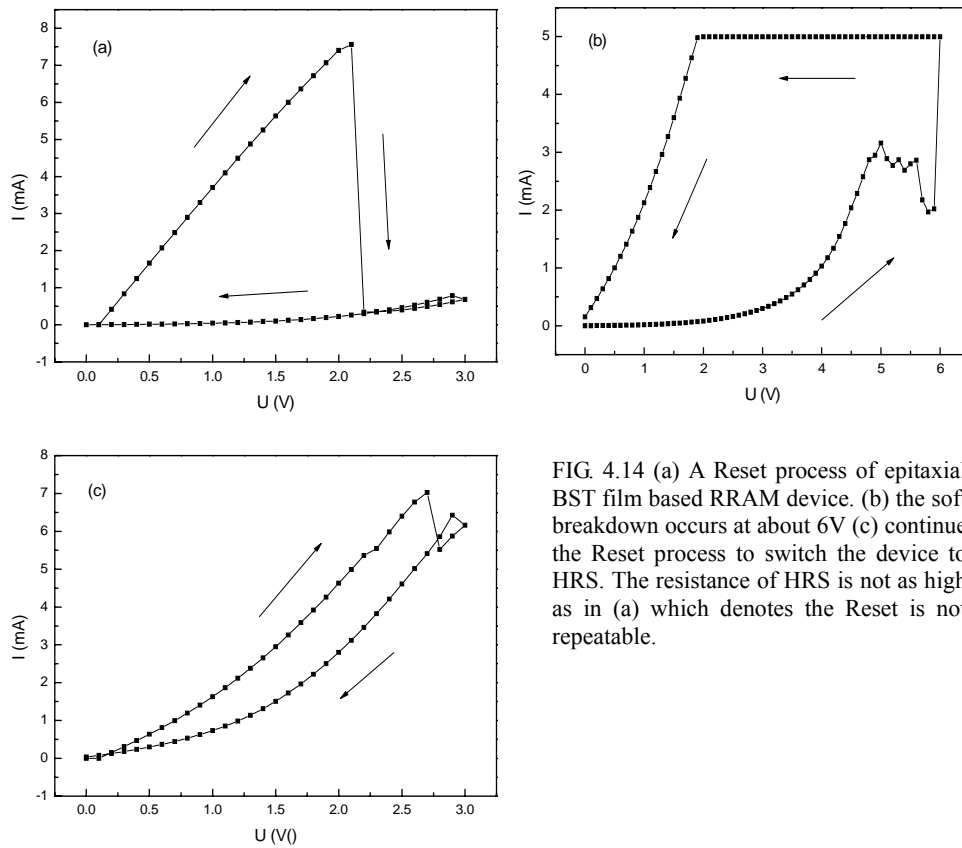 (a)
8
7
6
5
4
3
2
1
0
-1
I (mA)
0.0 0.5 1.0 1.5 2.0 2.5 3.0
U (V)
(b)
5
4
3
2
1
0
I (mA)
0 1 2 3 4 5 6
U (V)
(c)
8
7
6
5
4
3
2
1
0
-1
I (mA)
0.0 0.5 1.0 1.5 2.0 2.5 3.0
U (V()
FIG. 4.14 (a) A Reset process of epitaxial
BST film based RRAM device. (b) the sof
breakdown occurs at about 6V (c) continue
the Reset process to switch the device to
HRS. The resistance of HRS is not as high
as in (a) which denotes the Reset is not
repeatable.